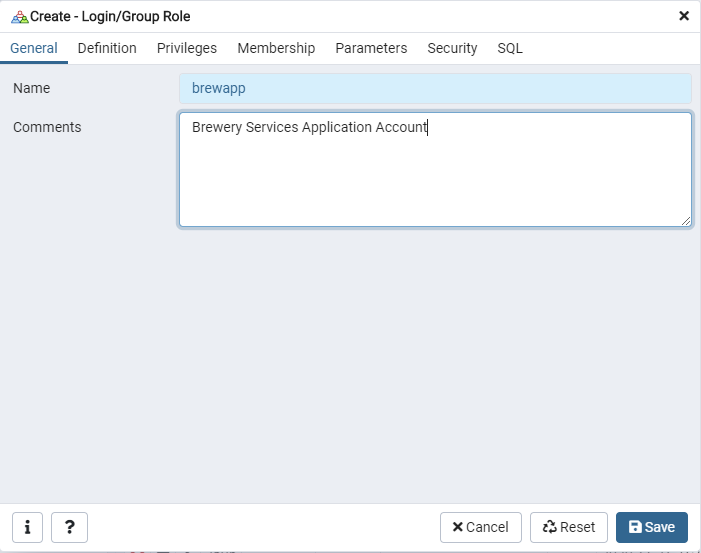 Create - Login/Group Role
General Definition Privileges Membership Parameters Security SQL
Name brewapp
Comments Brewery Services Application Account
i ? Cancel Reset Save